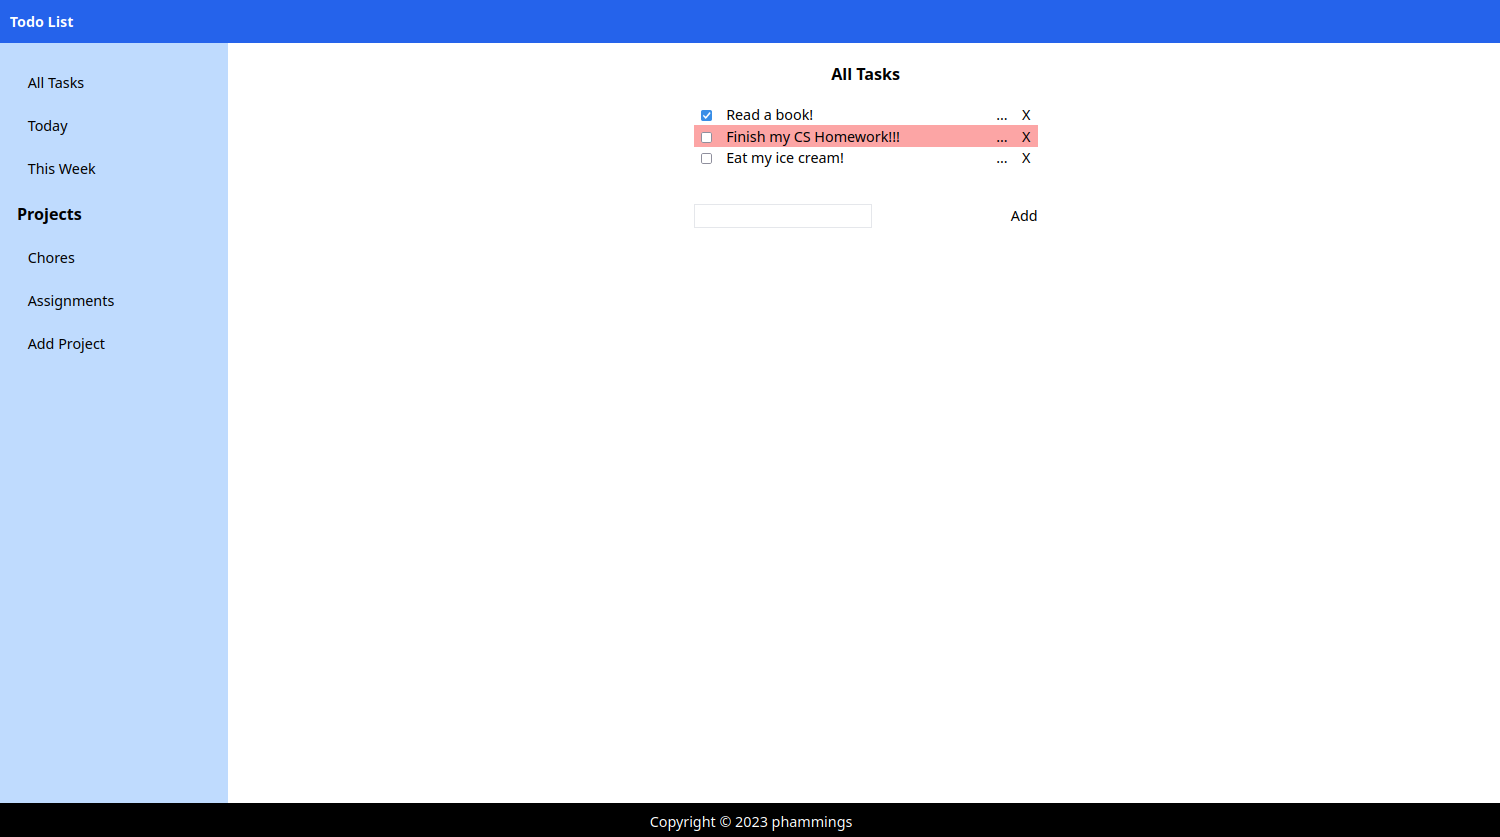 Todo List
All Tasks
Today
This Week
Projects
Chores
Assignments
Add Project
All Tasks
Read a book! ... X
Finish my CS Homework!!! ... X
Eat my ice cream! ... X
Add
Copyright © 2023 phammings